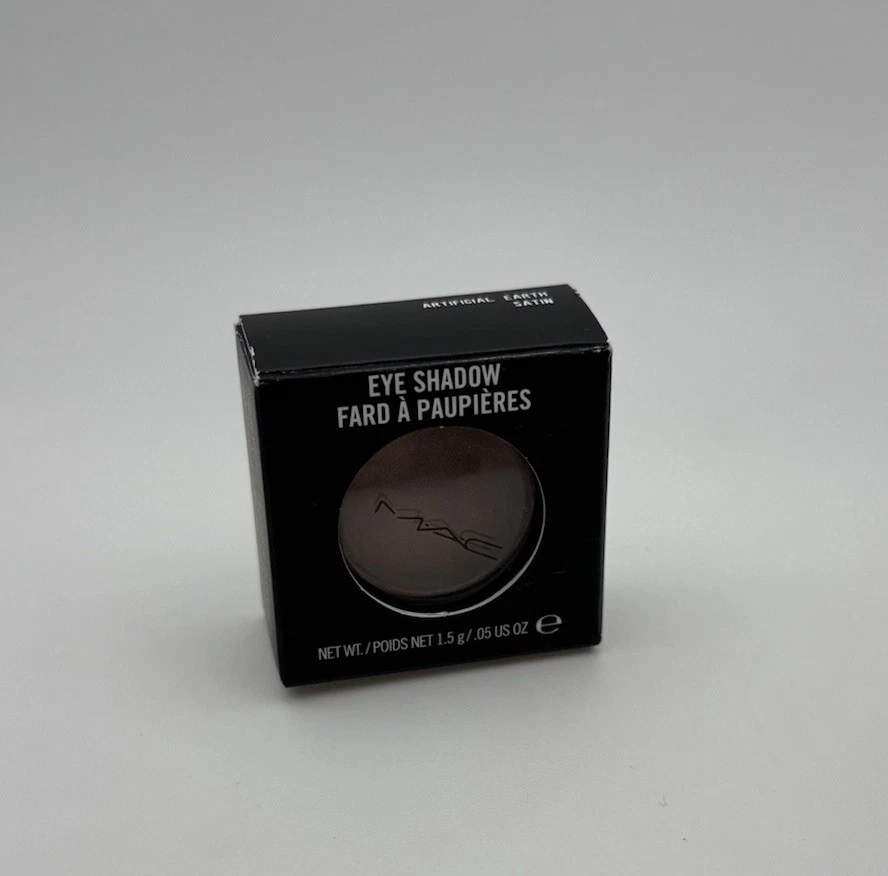 ARTIFICIAL EARTH
SATIN
EYE SHADOW
FARD À PAUPIÈRES
MAC
NET WT./POIDS NET 1.5 g/.05 US OZ ℮